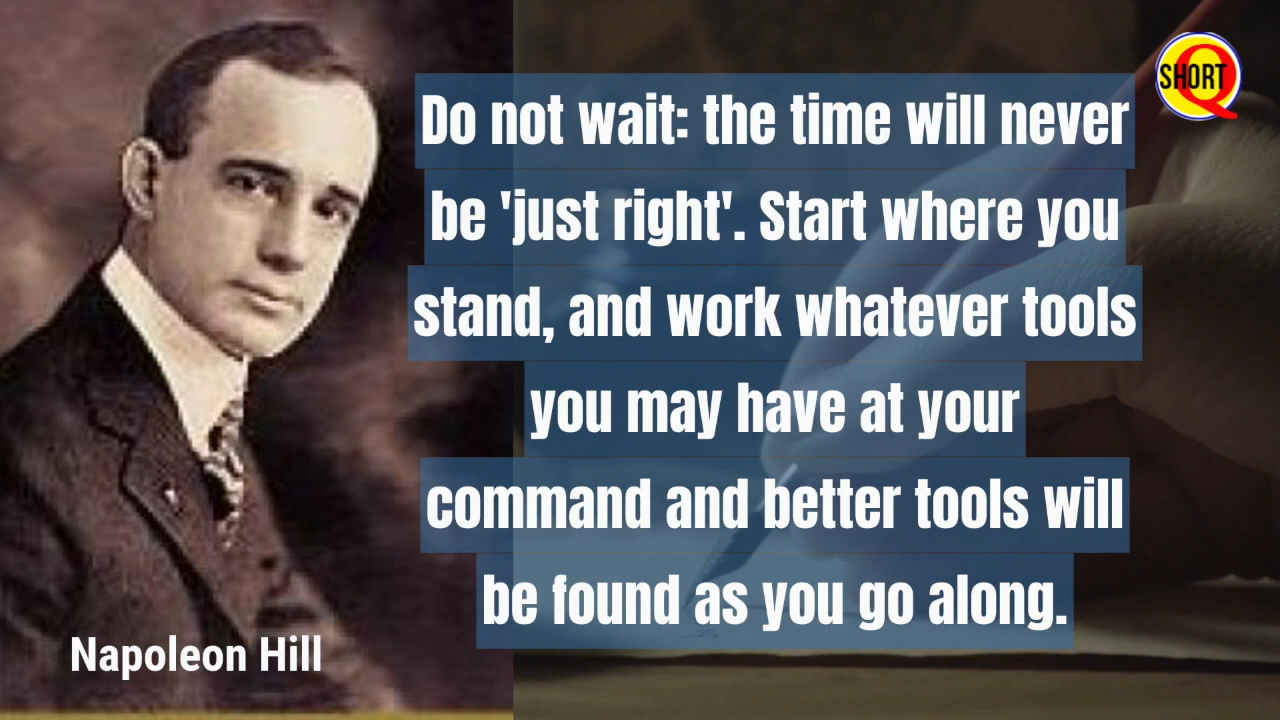 SHORT Q
Do not wait: the time will never
be 'just right'. Start where you
stand, and work whatever tools
you may have at your
command and better tools will
be found as you go along.
Napoleon Hill